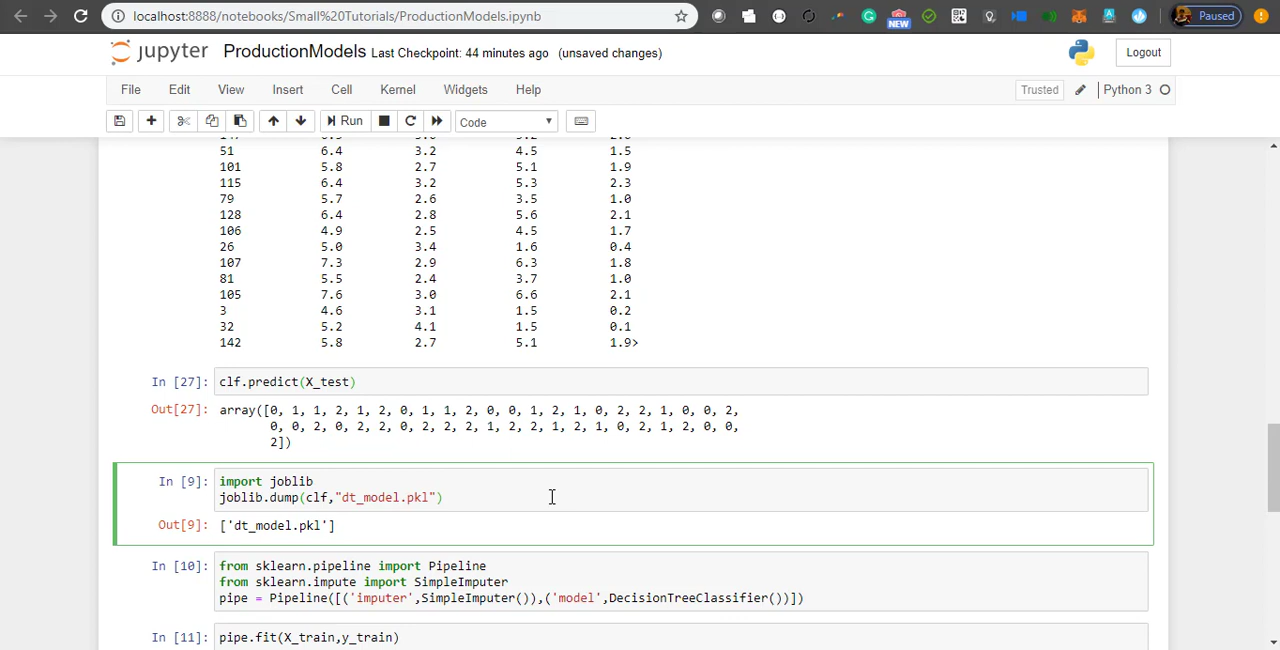 localhost:8888/notebooks/Small%20Tutorials/ProductionModels.ipynb
NEW
Paused
jupyter ProductionModels Last Checkpoint: 44 minutes ago (unsaved changes)
Logout
File Edit View Insert Cell Kernel Widgets Help
Trusted Python 3
Run Code
51 6.4 3.2 4.5 1.5
101 5.8 2.7 5.1 1.9
115 6.4 3.2 5.3 2.3
79 5.7 2.6 3.5 1.0
128 6.4 2.8 5.6 2.1
106 4.9 2.5 4.5 1.7
26 5.0 3.4 1.6 0.4
107 7.3 2.9 6.3 1.8
81 5.5 2.4 3.7 1.0
105 7.6 3.0 6.6 2.1
3 4.6 3.1 1.5 0.2
32 5.2 4.1 1.5 0.1
142 5.8 2.7 5.1 1.9>
In [27]: clf.predict(X_test)
Out[27]: array([0, 1, 1, 2, 1, 2, 0, 1, 1, 2, 0, 0, 1, 2, 1, 0, 2, 2, 1, 0, 0, 2,
0, 0, 2, 0, 2, 2, 0, 2, 2, 2, 1, 2, 2, 1, 2, 1, 0, 2, 1, 2, 0, 0,
2])
In [9]: import joblib
joblib.dump(clf,"dt_model.pkl")
Out[9]: ['dt_model.pkl']
In [10]: from sklearn.pipeline import Pipeline
from sklearn.impute import SimpleImputer
pipe = Pipeline([('imputer',SimpleImputer()),('model',DecisionTreeClassifier())])
In [11]: pipe.fit(X_train,y_train)